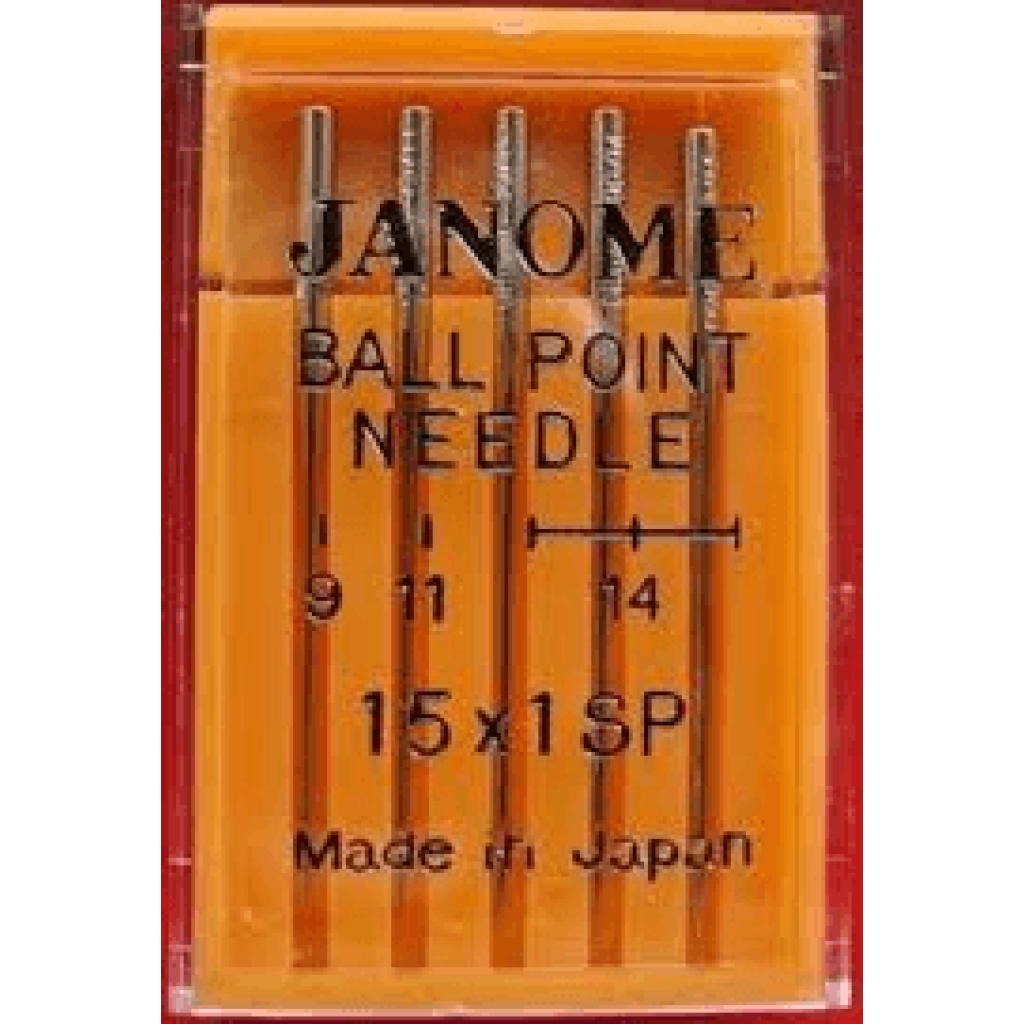 JANOME
BALL POINT
NEEDLE
9 11 14
15x1SP
Made in Japan